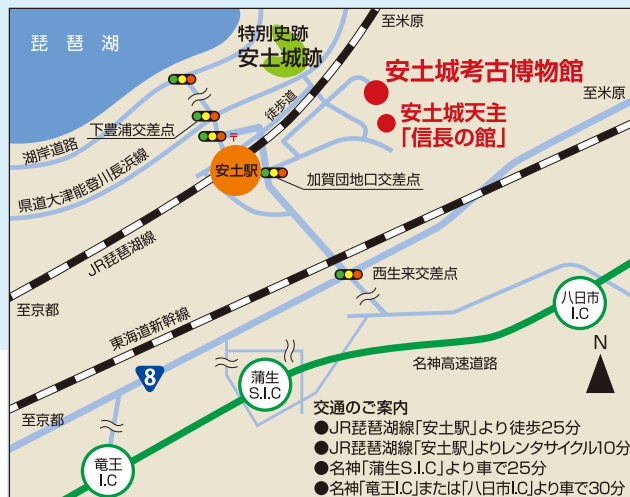 琵琶湖
特別史跡
安土城跡
至米原
安土城考古博物館
安土城天主
「信長の館」
至米原
徒歩道
下豊浦交差点
湖岸道路
県道大津能登川長浜線
〒
安土駅
加賀団地口交差点
JR琵琶湖線
西生来交差点
至京都
東海道新幹線
八日市
I.C
名神高速道路
N
8
蒲生
S.I.C
至京都
竜王
I.C
交通のご案内
●JR琵琶湖線「安土駅」より徒歩25分
●JR琵琶湖線「安土駅」よりレンタサイクル10分
●名神「蒲生S.I.C」より車で25分
●名神「竜王I.C」または「八日市I.C」より車で30分